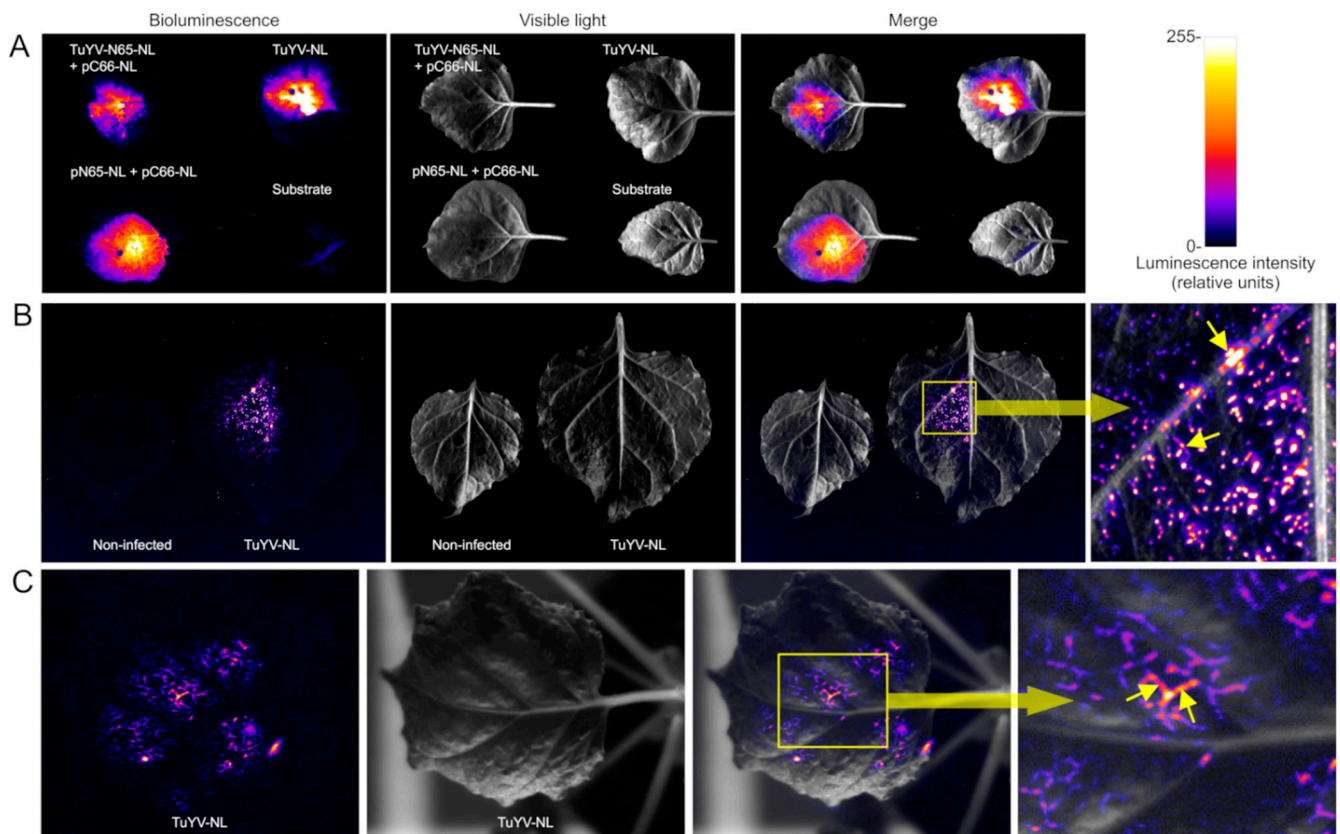 Bioluminescence
Visible light
Merge
A
TuYV-N65-NL
+ pC66-NL
TuYV-NL
pN65-NL + pC66-NL
Substrate
TuYV-N65-NL
+ pC66-NL
TuYV-NL
pN65-NL + pC66-NL
Substrate
255-
0-
Luminescence intensity
(relative units)
B
Non-infected
TuYV-NL
Non-infected
TuYV-NL
C
TuYV-NL
TuYV-NL